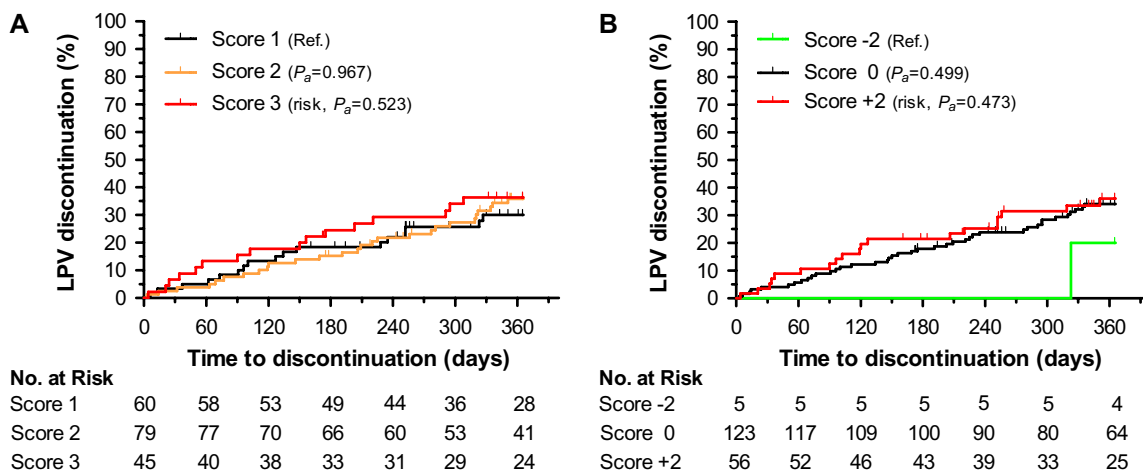 A
LPV discontinuation (%)
100
90
80
70
60
50
40
30
20
10
0
Score 1 (Ref.)
Score 2 (Pa=0.967)
Score 3 (risk, Pa=0.523)
0 60 120 180 240 300 360
Time to discontinuation (days)
No. at Risk
Score 1 60 58 53 49 44 36 28
Score 2 79 77 70 66 60 53 41
Score 3 45 40 38 33 31 29 24
B
LPV discontinuation (%)
100
90
80
70
60
50
40
30
20
10
0
Score -2 (Ref.)
Score 0 (Pa=0.499)
Score +2 (risk, Pa=0.473)
0 60 120 180 240 300 360
Time to discontinuation (days)
No. at Risk
Score -2 5 5 5 5 5 5 4
Score 0 123 117 109 100 90 80 64
Score +2 56 52 46 43 39 33 25